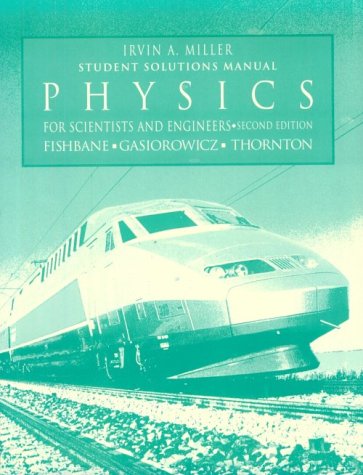 IRVIN A. MILLER
STUDENT SOLUTIONS MANUAL
PHYSICS
FOR SCIENTISTS AND ENGINEERS•SECOND EDITION
FISHBANE ▪ GASIOROWICZ ▪ THORNTON